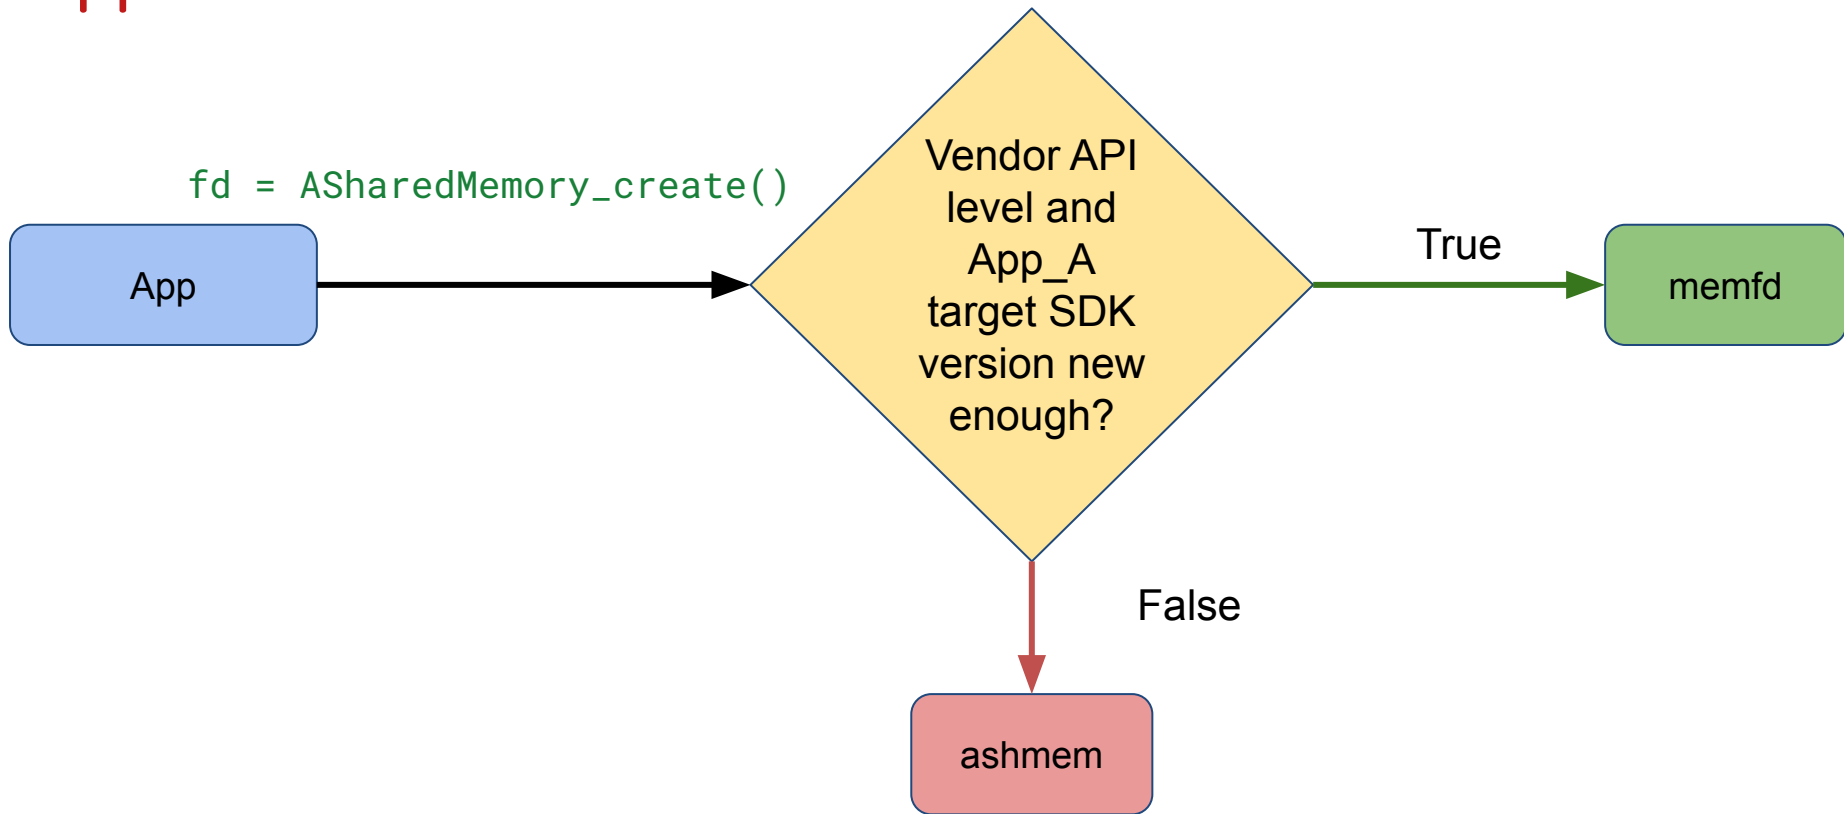 fd = ASharedMemory_create()
App
Vendor API
level and
App_A
target SDK
version new
enough?
True
memfd
False
ashmem